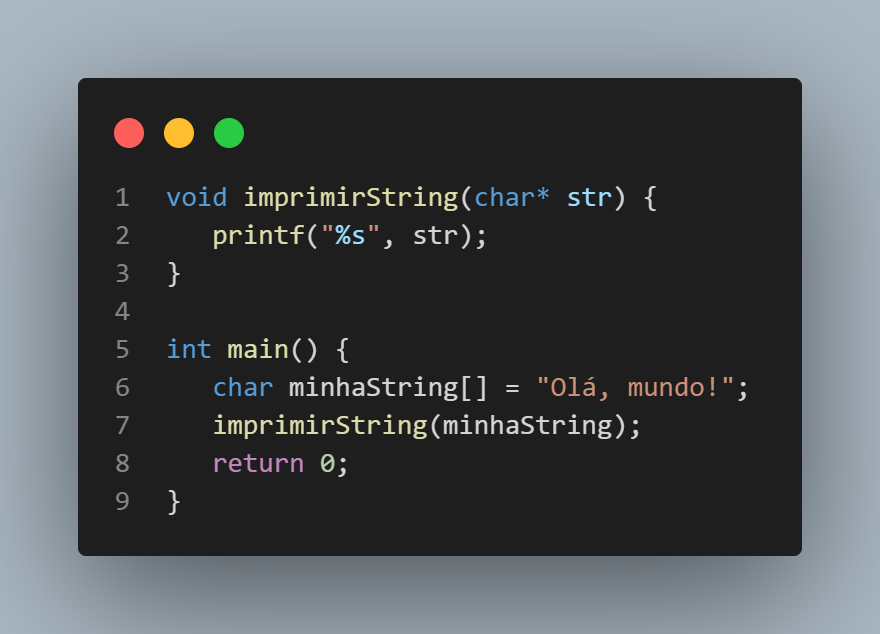 1 void imprimirString(char* str) {
2    printf("%s", str);
3 }
4
5 int main() {
6    char minhaString[] = "Olá, mundo!";
7    imprimirString(minhaString);
8    return 0;
9 }